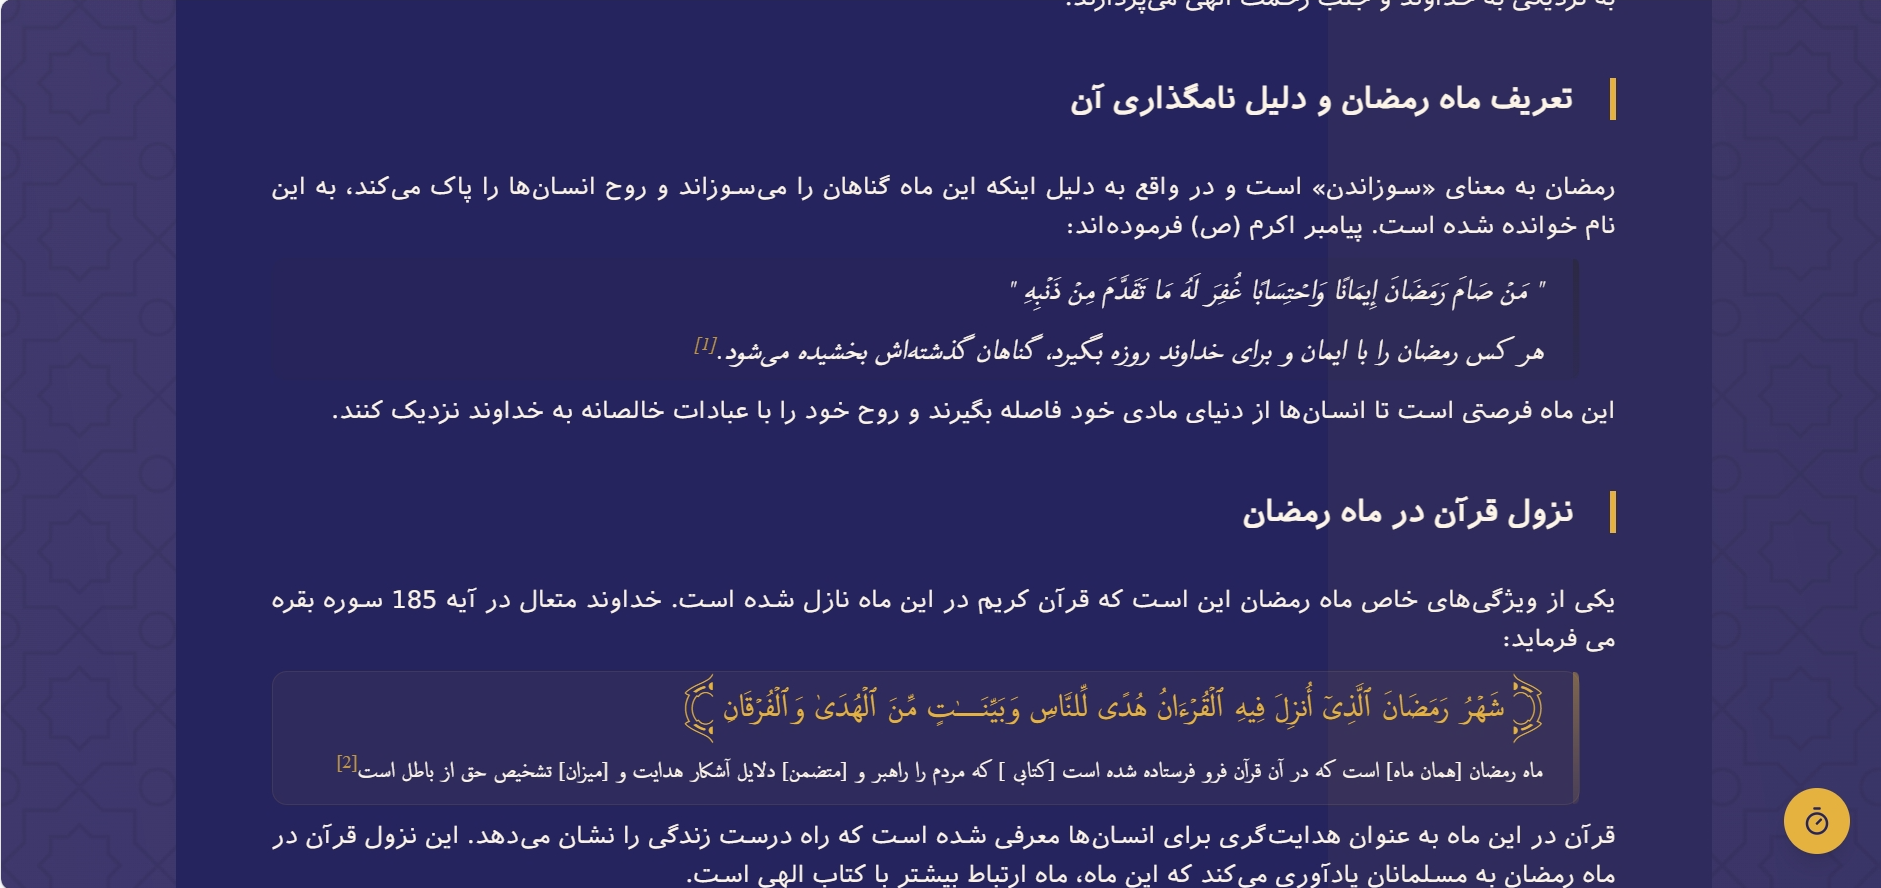 به نزدیکی به خداوند و جلب رحمت الهی می‌پردازند.
تعریف ماه رمضان و دلیل نامگذاری آن
رمضان به معنای «سوزاندن» است و در واقع به دلیل اینکه این ماه گناهان را می‌سوزاند و روح انسان‌ها را پاک می‌کند، به این
نام خوانده شده است. پیامبر اکرم (ص) فرموده‌اند:
" مَنْ صَامَ رَمَضَانَ إِيمَانًا وَاحْتِسَابًا غُفِرَ لَهُ مَا تَقَدَّمَ مِنْ ذَنْبِهِ "
هر کس رمضان را با ایمان و برای خداوند روزه بگیرد، گناهان گذشته‌اش بخشیده می‌شود.[1]
این ماه فرصتی است تا انسان‌ها از دنیای مادی خود فاصله بگیرند و روح خود را با عبادات خالصانه به خداوند نزدیک کنند.
نزول قرآن در ماه رمضان
یکی از ویژگی‌های خاص ماه رمضان این است که قرآن کریم در این ماه نازل شده است. خداوند متعال در آیه 185 سوره بقره
می فرماید:
﴿ شَهْرُ رَمَضَانَ ٱلَّذِىٓ أُنزِلَ فِيهِ ٱلْقُرْءَانُ هُدًى لِّلنَّاسِ وَبَيِّنَـٰتٍ مِّنَ ٱلْهُدَىٰ وَٱلْفُرْقَانِ ﴾
ماه رمضان [همان ماه] است که در آن قرآن فرو فرستاده شده است [کتابی ] که مردم را راهبر و [متضمن] دلایل آشکار هدایت و [میزان] تشخیص حق از باطل است[2]
قرآن در این ماه به عنوان هدایت‌گری برای انسان‌ها معرفی شده است که راه درست زندگی را نشان می‌دهد. این نزول قرآن در
ماه رمضان به مسلمانان یادآوری می‌کند که این ماه، ماه ارتباط بیشتر با کتاب الهی است.